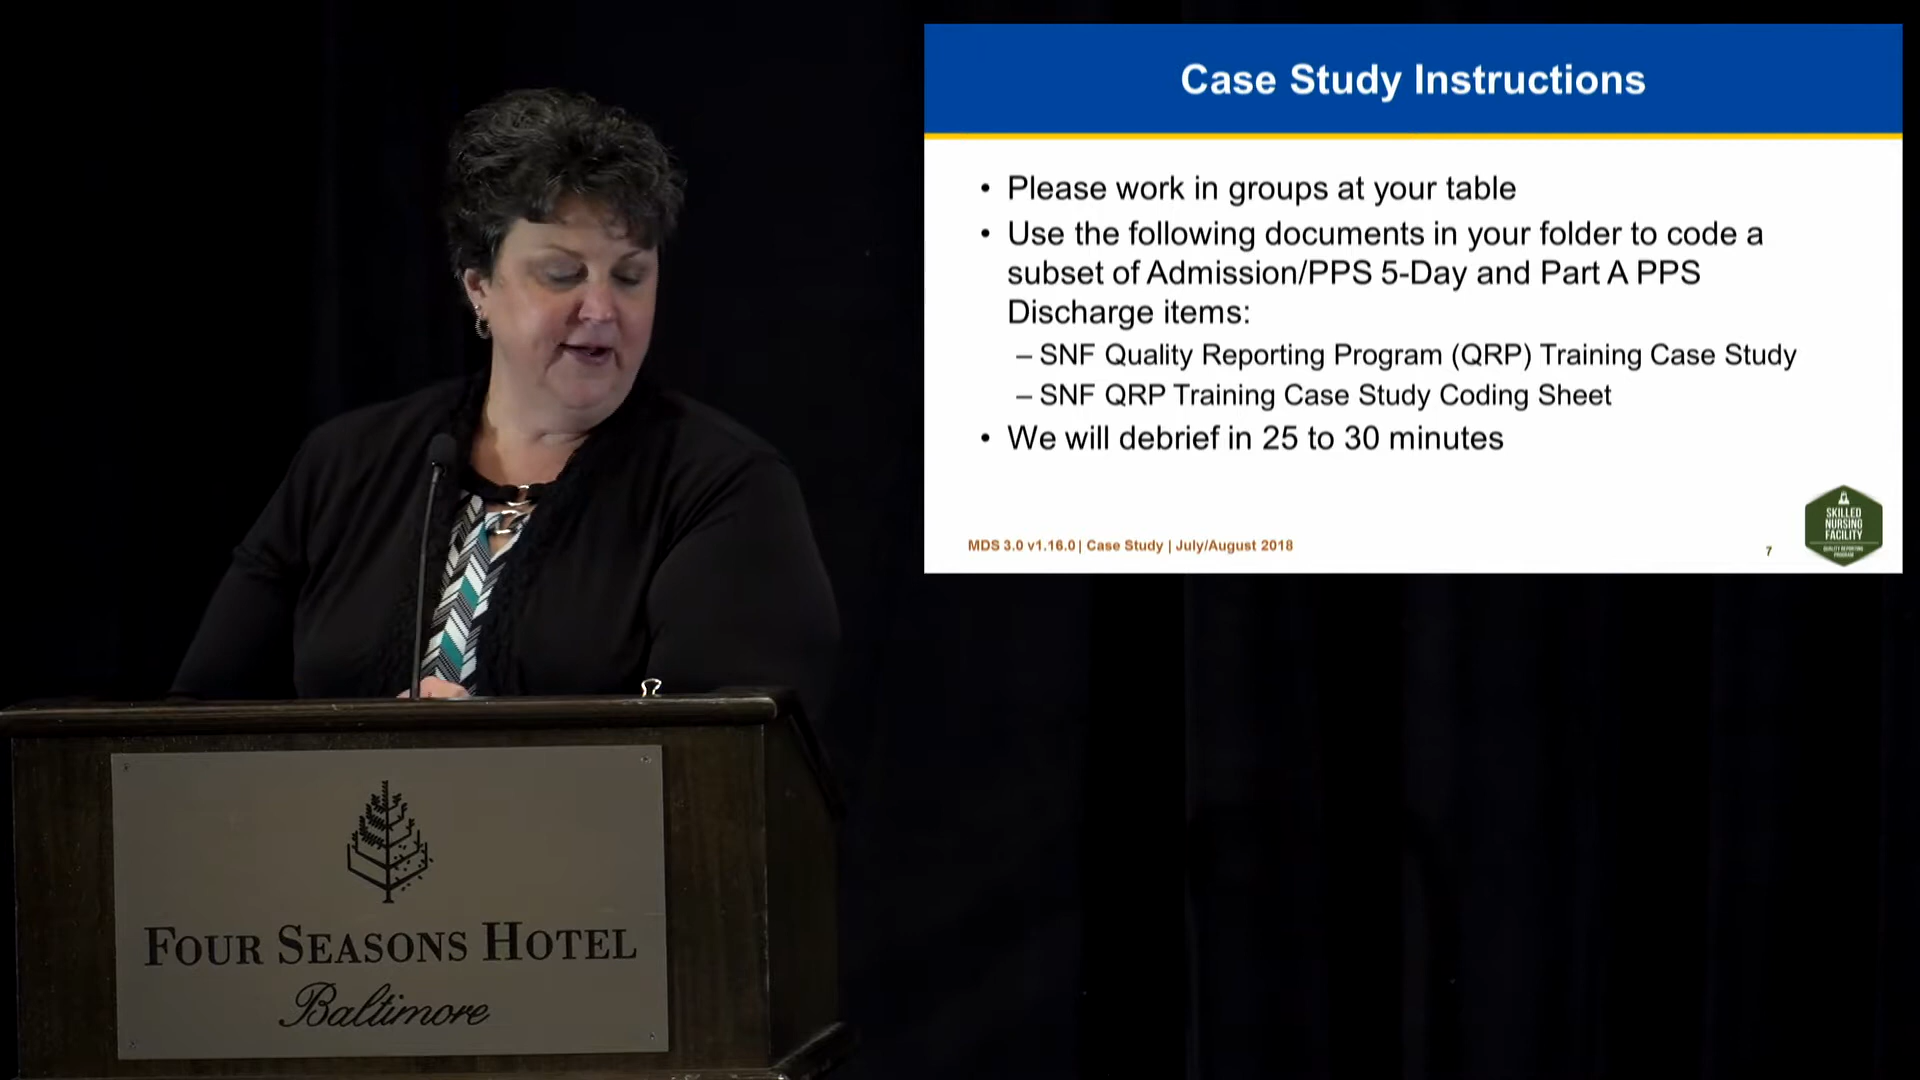 Case Study Instructions
• Please work in groups at your table
• Use the following documents in your folder to code a
subset of Admission/PPS 5-Day and Part A PPS
Discharge items:
– SNF Quality Reporting Program (QRP) Training Case Study
– SNF QRP Training Case Study Coding Sheet
• We will debrief in 25 to 30 minutes
MDS 3.0 v1.16.0 | Case Study | July/August 2018
7
SKILLED
NURSING
FACILITY
QUALITY REPORTING
PROGRAM
FOUR SEASONS HOTEL
Baltimore